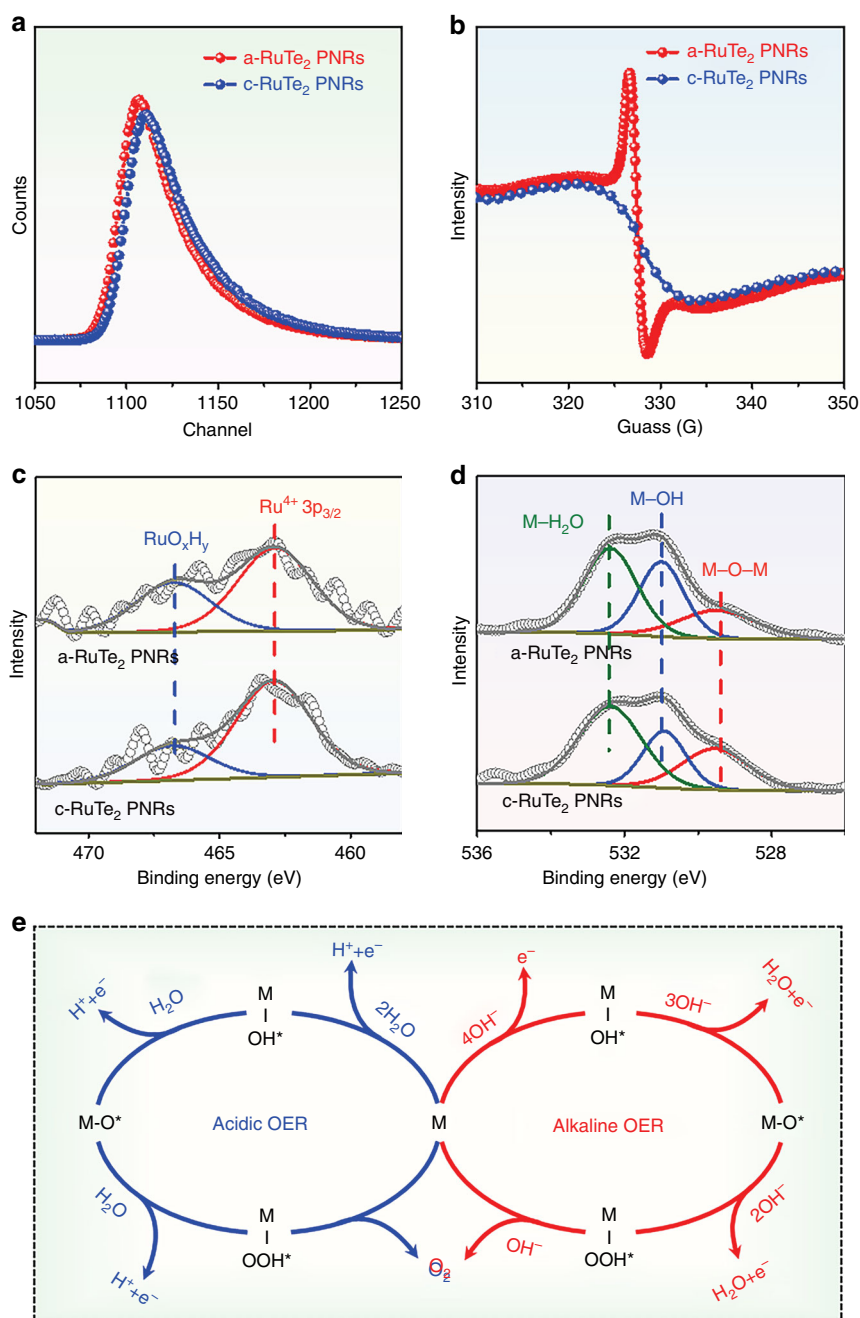 a
a-RuTe₂ PNRs
c-RuTe₂ PNRs
Counts
1050 1100 1150 1200 1250
Channel
b
a-RuTe₂ PNRs
c-RuTe₂ PNRs
Intensity
310 320 330 340 350
Guass (G)
c
Ru⁴⁺ 3p₃/₂
RuOₓHᵧ
a-RuTe₂ PNRs
c-RuTe₂ PNRs
Intensity
470 465 460
Binding energy (eV)
d
M–OH
M–H₂O
M–O–M
a-RuTe₂ PNRs
c-RuTe₂ PNRs
Intensity
536 531 528
Binding energy (eV)
e
H⁺+e⁻
H₂O
M
OH*
H⁺+e⁻
2H₂O
M-O*
Acidic OER
M
H₂O
H⁺+e⁻
M
OOH*
O₂
e⁻
4OH⁻
M
OH*
3OH⁻
H₂O+e⁻
Alkaline OER
M-O*
O₂
OH⁻
M
OOH*
2OH⁻
H₂O+e⁻